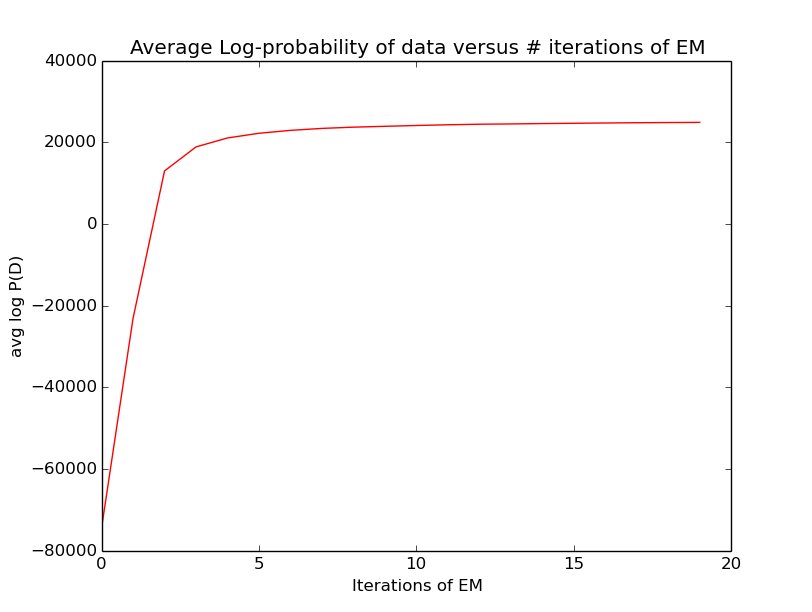 Average Log-probability of data versus # iterations of EM
40000
20000
0
−20000
−40000
−60000
−80000
avg log P(D)
0 5 10 15 20
Iterations of EM